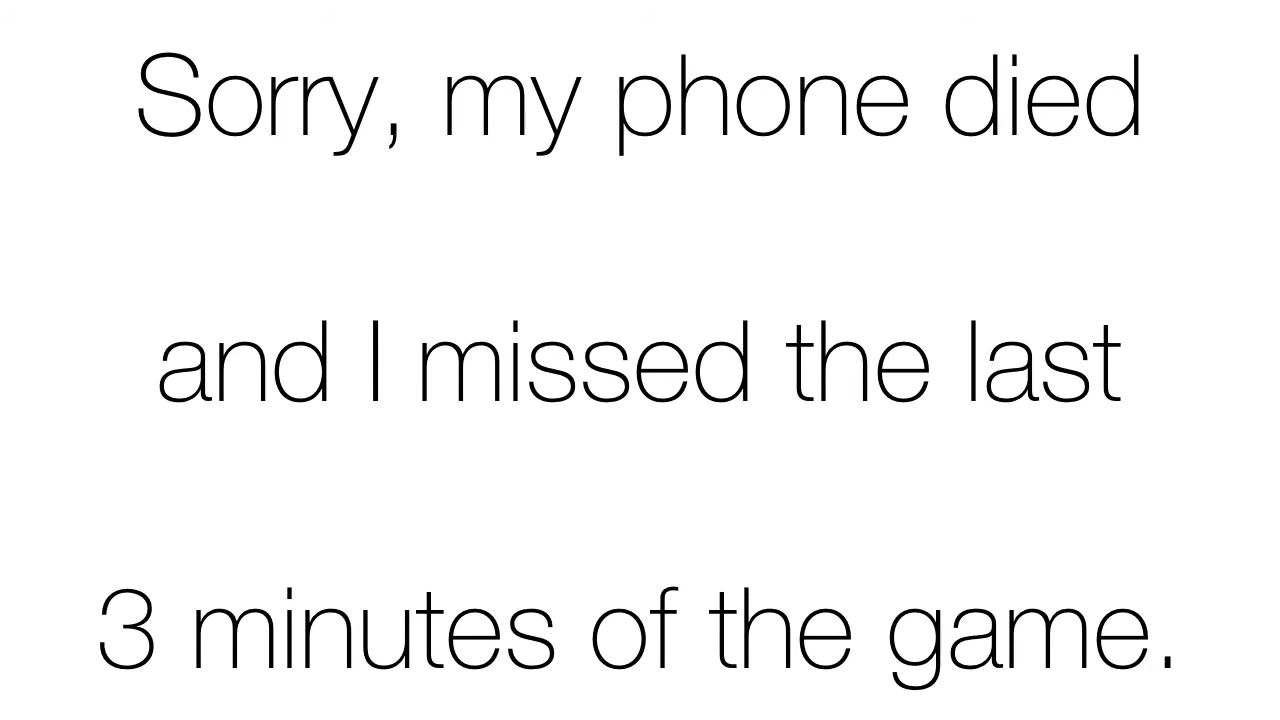 Sorry, my phone died
and I missed the last
3 minutes of the game.